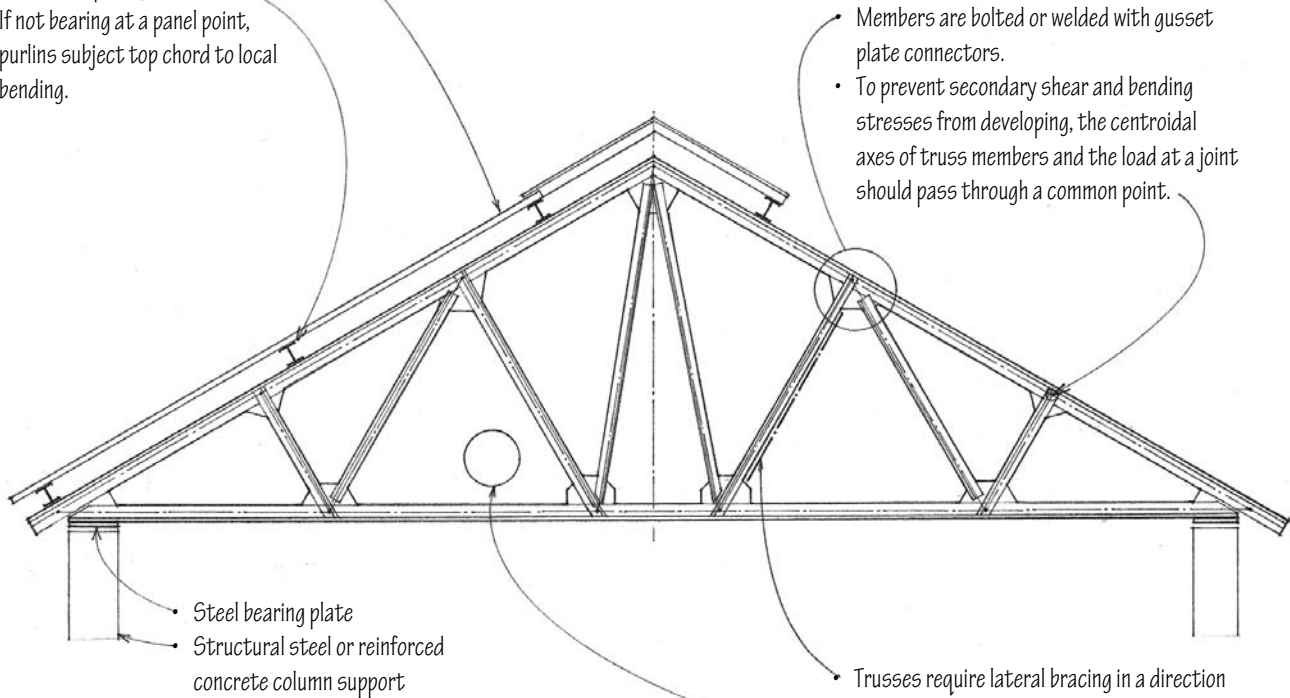 If not bearing at a panel point,
purlins subject top chord to local
bending.
• Members are bolted or welded with gusset
plate connectors.
• To prevent secondary shear and bending
stresses from developing, the centroidal
axes of truss members and the load at a joint
should pass through a common point.
• Steel bearing plate
• Structural steel or reinforced
concrete column support
• Trusses require lateral bracing in a direction